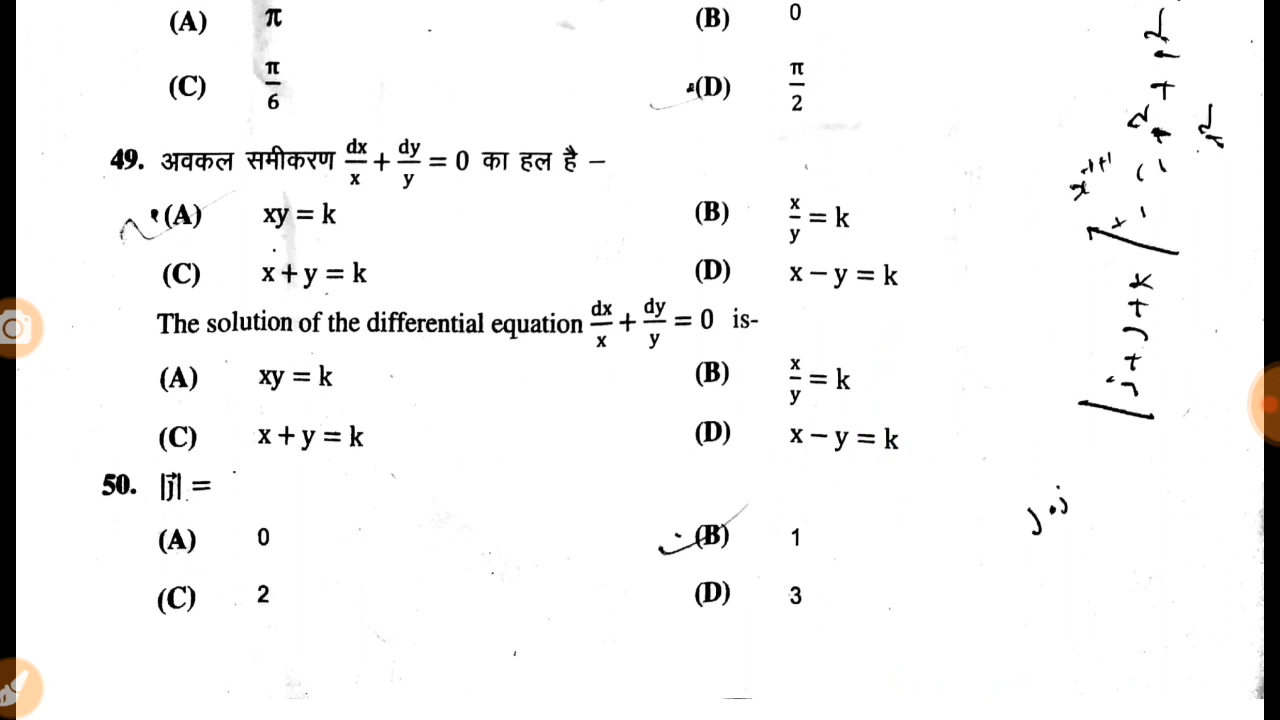 (A) π (B) 0
(C) π/6 (D) π/2
49. अवकल समीकरण dx/x + dy/y = 0 का हल है –
(A) xy = k (B) x/y = k
(C) x + y = k (D) x – y = k
The solution of the differential equation dx/x + dy/y = 0 is-
(A) xy = k (B) x/y = k
(C) x + y = k (D) x – y = k
50. |j⃗| =
(A) 0 (B) 1
(C) 2 (D) 3